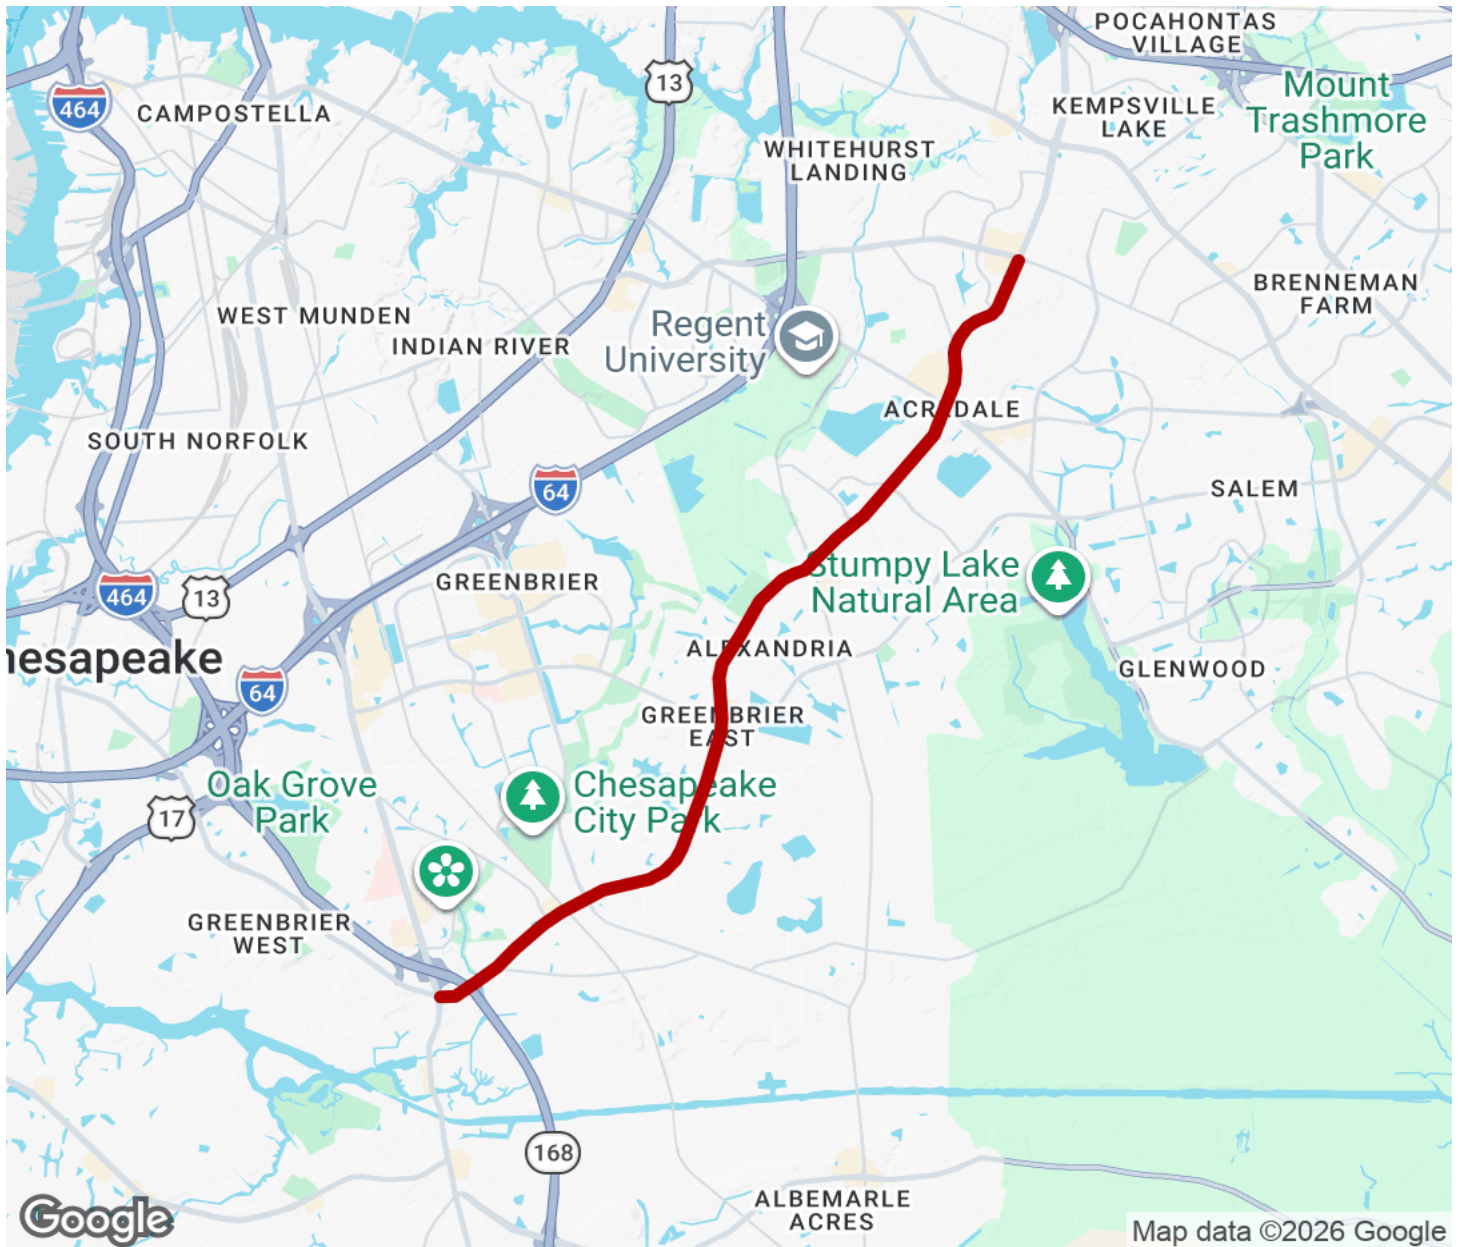 POCAHONTAS
VILLAGE
13
Mount
Trashmore
Park
464
CAMPOSTELLA
KEMPSVILLE
LAKE
WHITEHURST
LANDING
BRENNEMAN
FARM
WEST MUNDEN
INDIAN RIVER
Regent
University
ACREDALE
SOUTH NORFOLK
64
SALEM
GREENBRIER
Stumpy Lake
Natural Area
464
13
hesapeake
ALEXANDRIA
GLENWOOD
64
GREENBRIER
EAST
Oak Grove
Park
Chesapeake
City Park
17
GREENBRIER
WEST
168
ALBEMARLE
ACRES
Google
Map data ©2026 Google